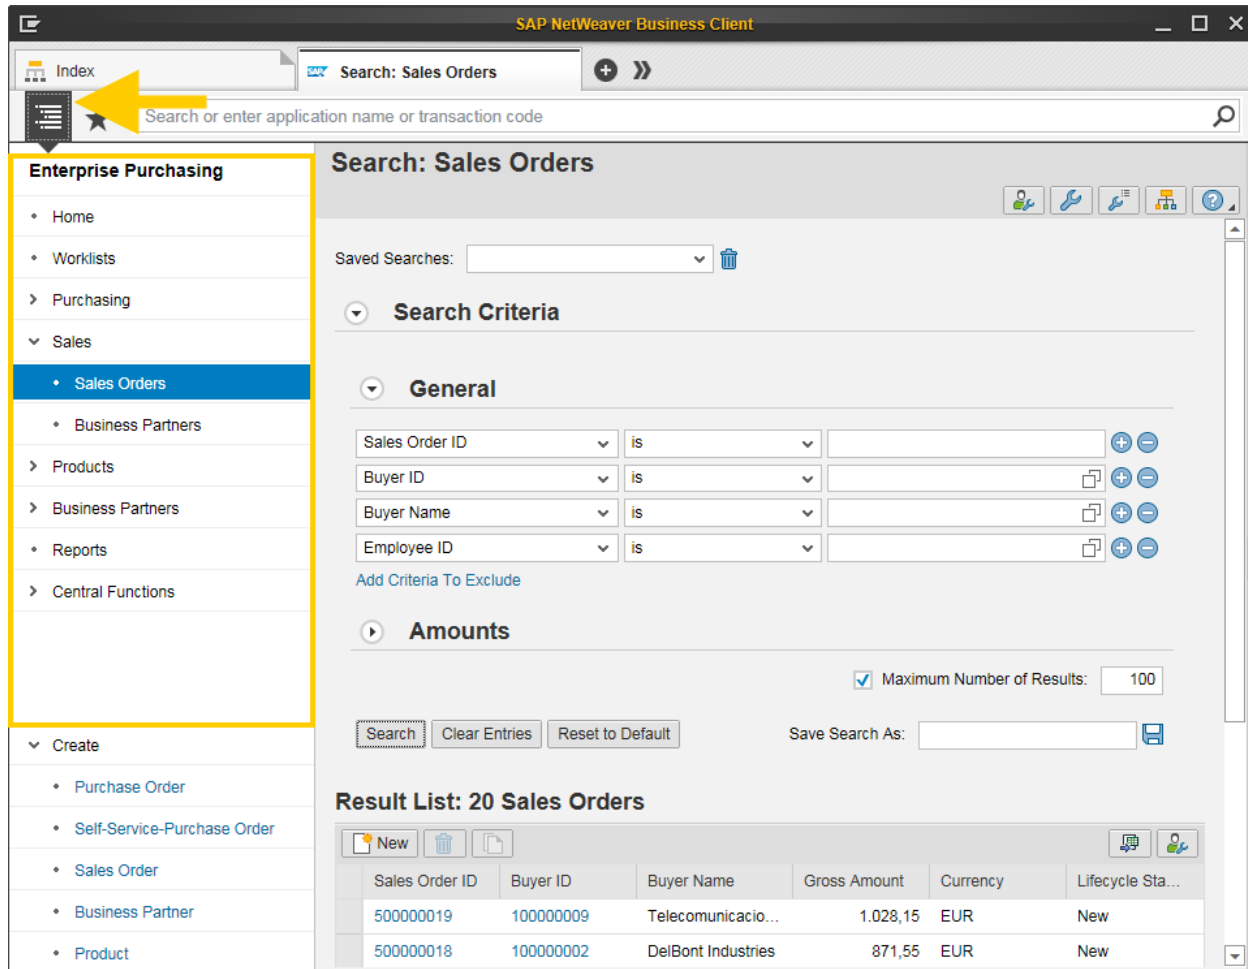 SAP NetWeaver Business Client
Index
SAP Search: Sales Orders
Search or enter application name or transaction code
Enterprise Purchasing
Home
Worklists
Purchasing
Sales
Sales Orders
Business Partners
Products
Business Partners
Reports
Central Functions
Create
Purchase Order
Self-Service-Purchase Order
Sales Order
Business Partner
Product
Search: Sales Orders
Saved Searches:
Search Criteria
General
Sales Order ID is
Buyer ID is
Buyer Name is
Employee ID is
Add Criteria To Exclude
Amounts
Maximum Number of Results: 100
Search Clear Entries Reset to Default Save Search As:
Result List: 20 Sales Orders
New
Sales Order ID Buyer ID Buyer Name Gross Amount Currency Lifecycle Sta...
500000019 100000009 Telecomunicacio... 1.028,15 EUR New
500000018 100000002 DelBont Industries 871,55 EUR New